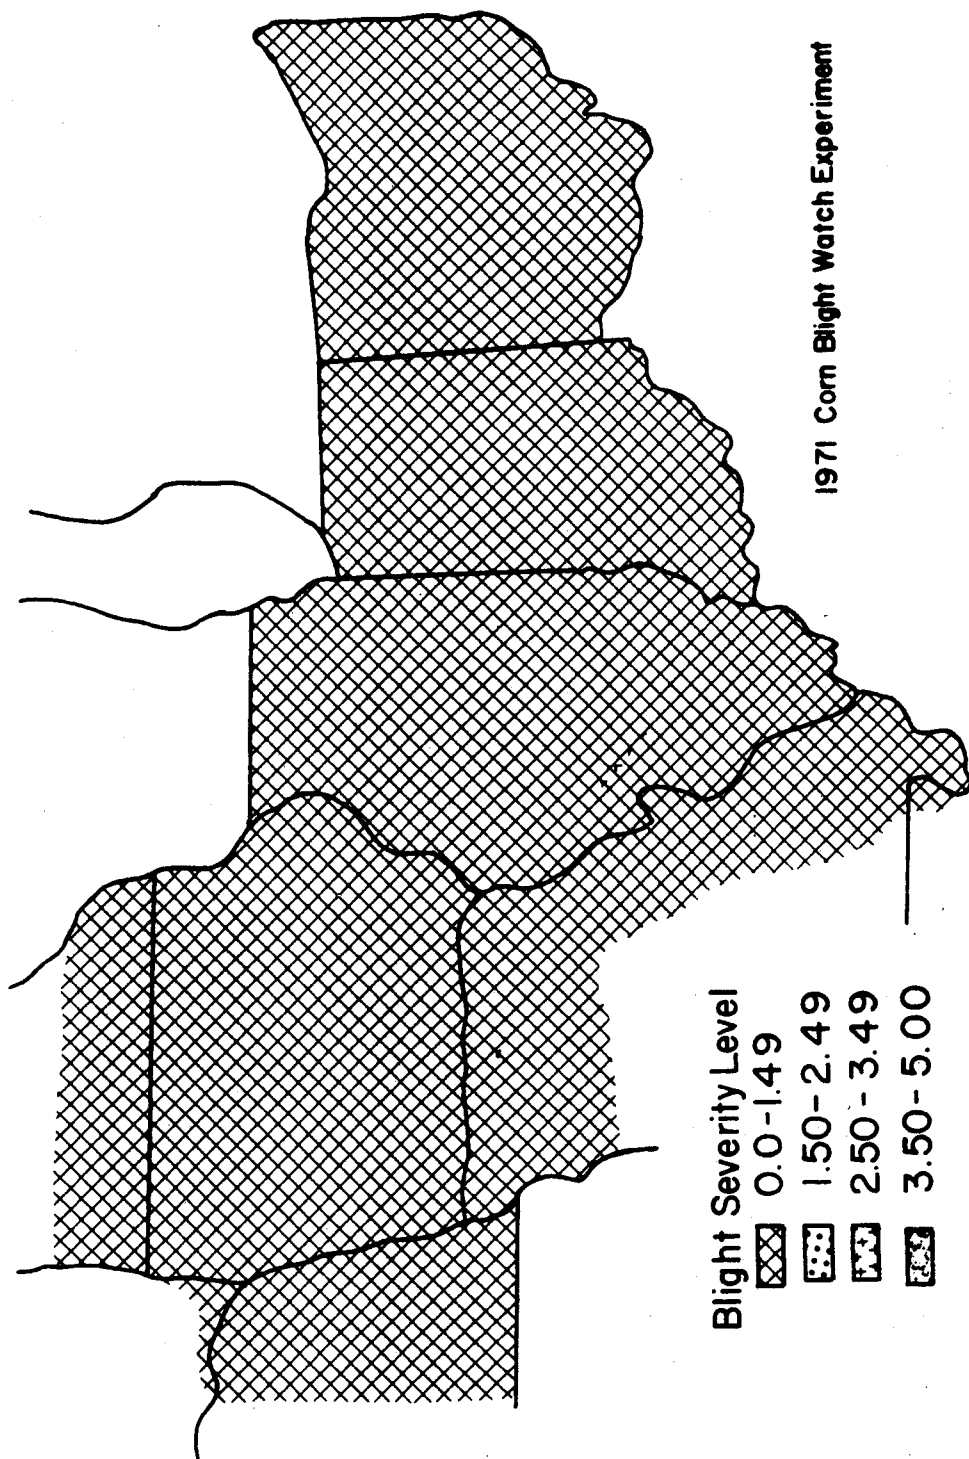 Blight Severity Level
0.0-1.49
1.50-2.49
2.50-3.49
3.50-5.00
1971 Corn Blight Watch Experiment